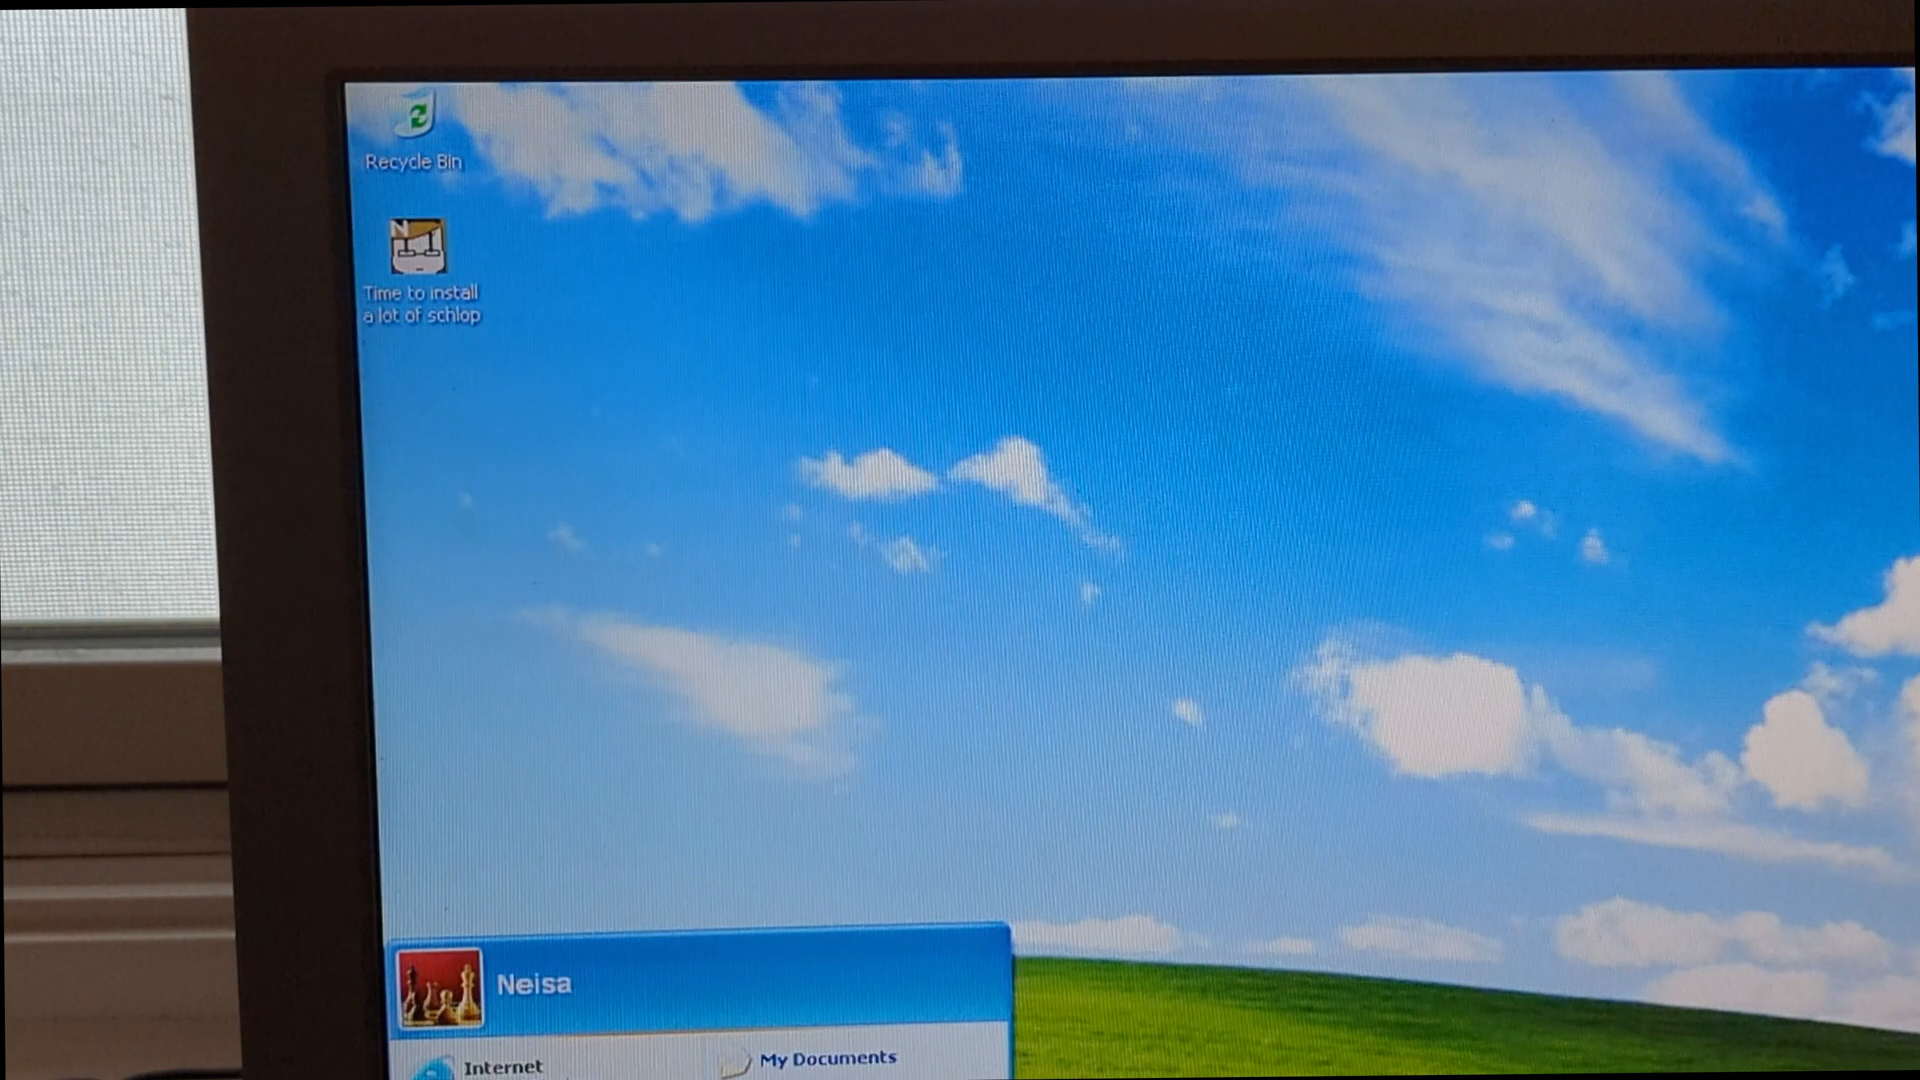 Recycle Bin
N
Time to install
a lot of schlop
Neisa
Internet
My Documents